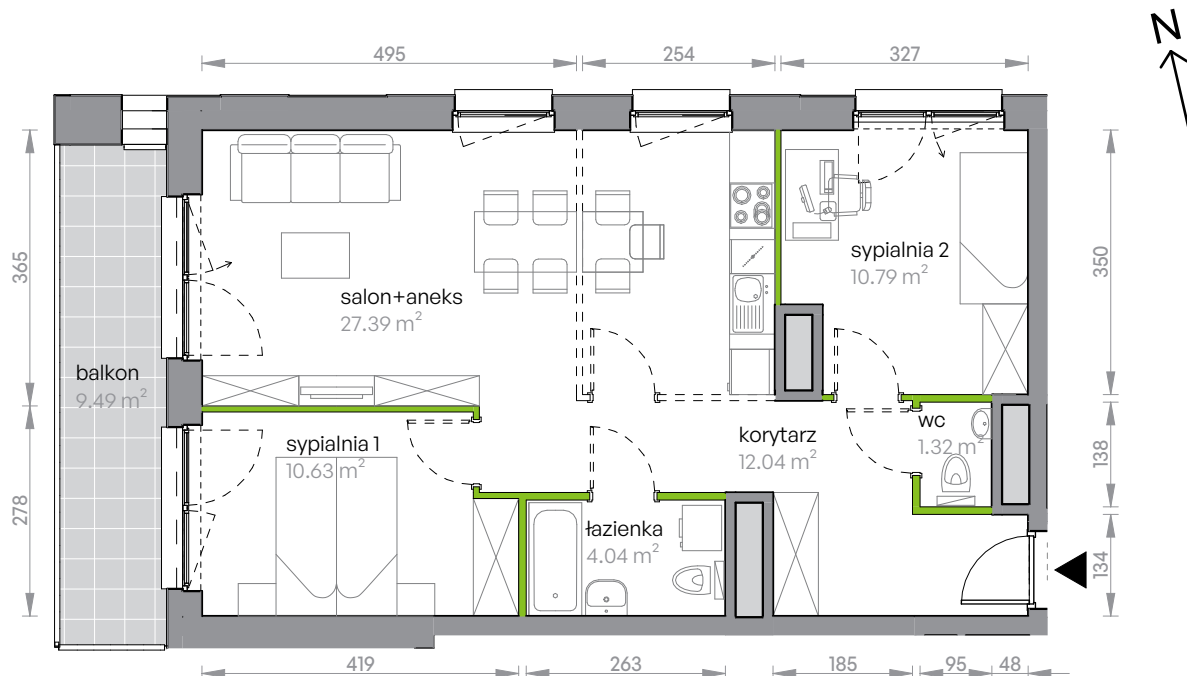 N
495
254
327
365
278
350
138
134
salon+aneks
27.39 m²
sypialnia 2
10.79 m²
balkon
9.49 m²
sypialnia 1
10.63 m²
korytarz
12.04 m²
wc
1.32 m²
łazienka
4.04 m²
419
263
185
95
48